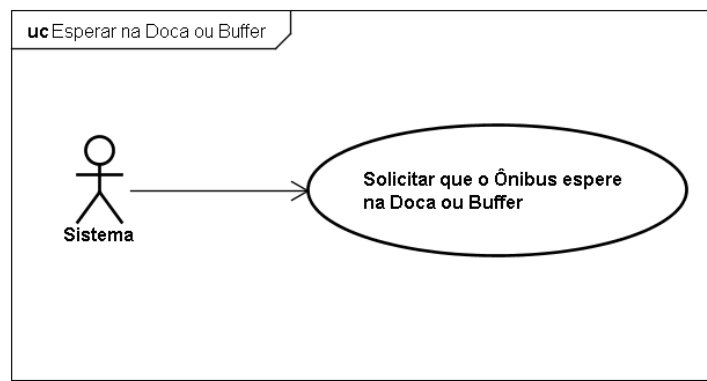 uc Esperar na Doca ou Buffer
Solicitar que o Ônibus espere
na Doca ou Buffer
Sistema